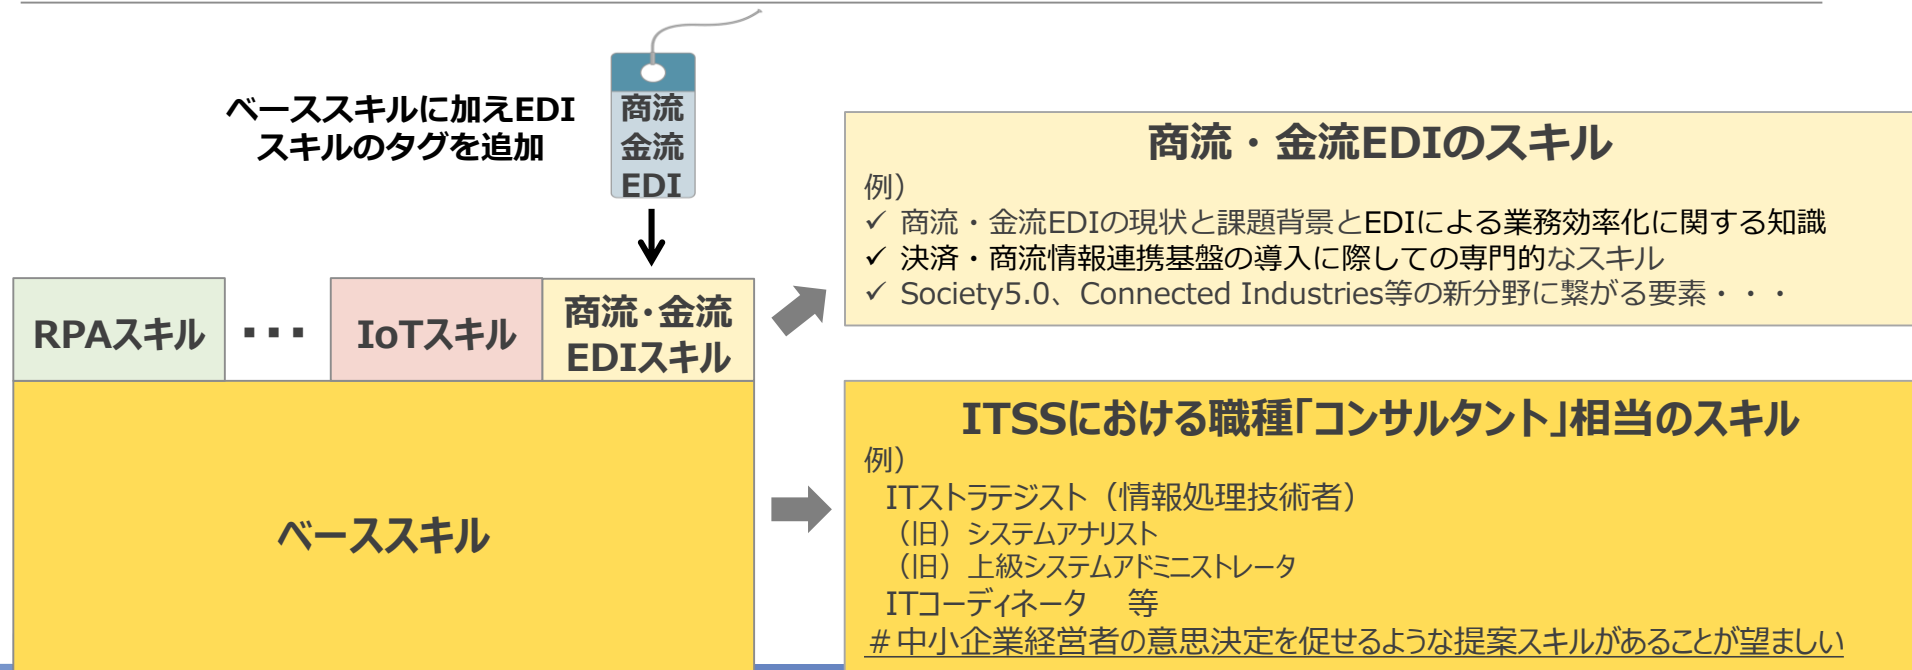 ベーススキルに加えEDI
スキルのタグを追加
商流
金流
EDI
RPAスキル
・・・
IoTスキル
商流・金流
EDIスキル
ベーススキル
商流・金流EDIのスキル
例）
✓ 商流・金流EDIの現状と課題背景とEDIによる業務効率化に関する知識
✓ 決済・商流情報連携基盤の導入に際しての専門的なスキル
✓ Society5.0、Connected Industries等の新分野に繋がる要素・・・
ITSSにおける職種「コンサルタント」相当のスキル
例）
ITストラテジスト（情報処理技術者）
（旧）システムアナリスト
（旧）上級システムアドミニストレータ
ITコーディネータ　等
＃中小企業経営者の意思決定を促せるような提案スキルがあることが望ましい